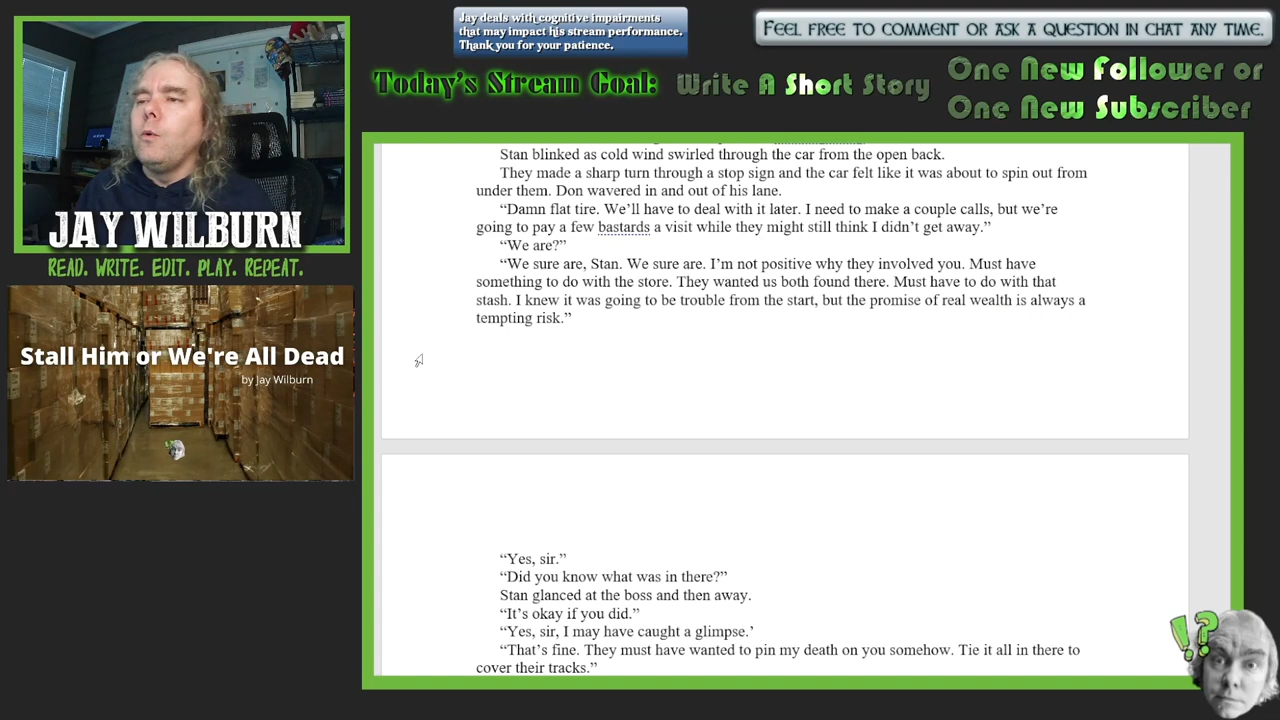 Jay deals with cognitive impairments
that may impact his stream performance.
Thank you for your patience.
Feel free to comment or ask a question in chat any time.
Today's Stream Goal:
Write A Short Story
One New Follower or
One New Subscriber
JAY WILBURN
READ. WRITE. EDIT. PLAY. REPEAT.
Stall Him or We're All Dead
by Jay Wilburn
Stan blinked as cold wind swirled through the car from the open back.
They made a sharp turn through a stop sign and the car felt like it was about to spin out from
under them. Don wavered in and out of his lane.
“Damn flat tire. We’ll have to deal with it later. I need to make a couple calls, but we’re
going to pay a few bastards a visit while they might still think I didn’t get away.”
“We are?”
“We sure are, Stan. We sure are. I’m not positive why they involved you. Must have
something to do with the store. They wanted us both found there. Must have to do with that
stash. I knew it was going to be trouble from the start, but the promise of real wealth is always a
tempting risk.”
“Yes, sir.”
“Did you know what was in there?”
Stan glanced at the boss and then away.
“It’s okay if you did.”
“Yes, sir, I may have caught a glimpse.’
“That’s fine. They must have wanted to pin my death on you somehow. Tie it all in there to
cover their tracks.”
!?